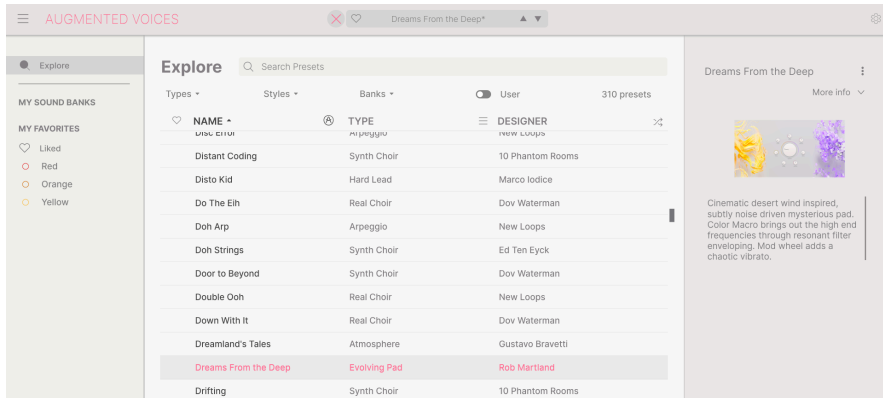 AUGMENTED VOICES
Dreams From the Deep*
Explore
MY SOUND BANKS
MY FAVORITES
Liked
Red
Orange
Yellow
Explore
Search Presets
Types
Styles
Banks
User
310 presets
NAME
TYPE
DESIGNER
Disc Error Arpeggio New Loops
Distant Coding Synth Choir 10 Phantom Rooms
Disto Kid Hard Lead Marco Iodice
Do The Eih Real Choir Dov Waterman
Doh Arp Arpeggio New Loops
Doh Strings Synth Choir Ed Ten Eyck
Door to Beyond Synth Choir Dov Waterman
Double Ooh Real Choir New Loops
Down With It Real Choir Dov Waterman
Dreamland's Tales Atmosphere Gustavo Bravetti
Dreams From the Deep Evolving Pad Rob Martland
Drifting Synth Choir 10 Phantom Rooms
Dreams From the Deep
More info
Cinematic desert wind inspired,
subtly noise driven mysterious pad.
Color Macro brings out the high end
frequencies through resonant filter
enveloping. Mod wheel adds a
chaotic vibrato.